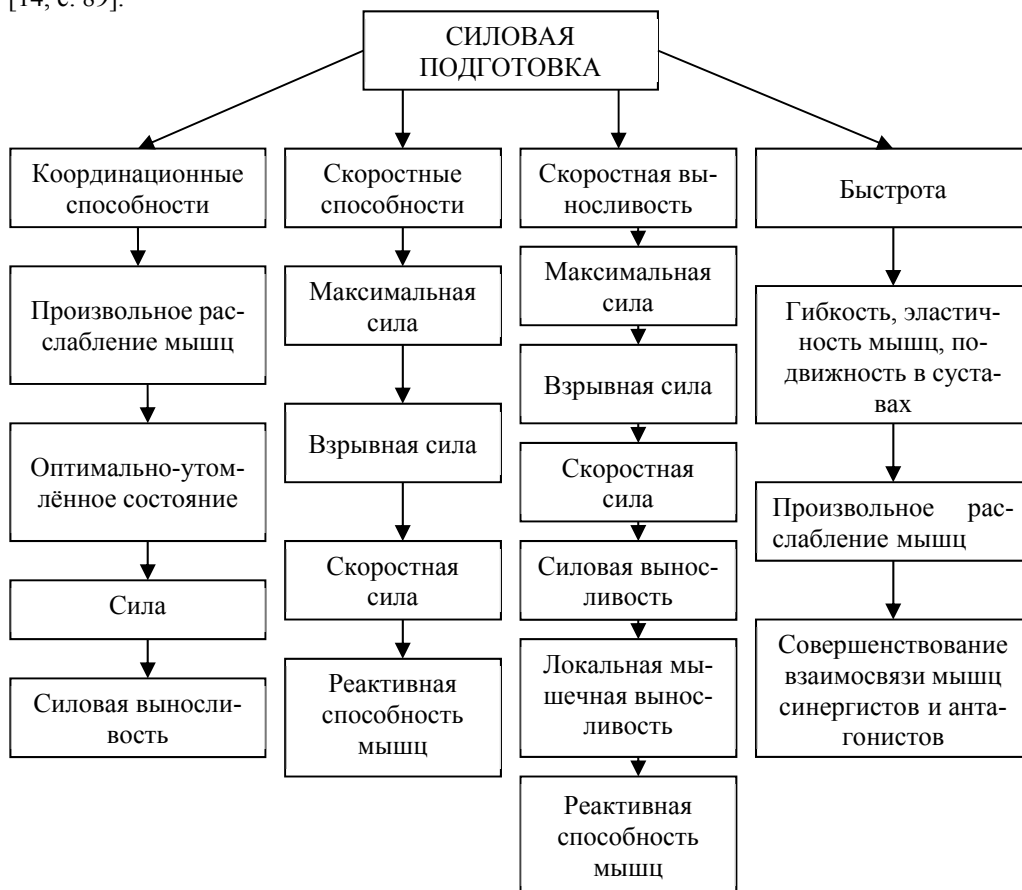 [14, с. 89].
СИЛОВАЯ
ПОДГОТОВКА
Координационные
способности
Произвольное рас-
слабление мышц
Оптимально-утом-
лённое состояние
Сила
Силовая выносли-
вость
Скоростные
способности
Максимальная
сила
Взрывная сила
Скоростная
сила
Реактивная
способность
мышц
Скоростная вы-
носливость
Максимальная
сила
Взрывная сила
Скоростная
сила
Силовая вынос-
ливость
Локальная мы-
шечная вынос-
ливость
Реактивная
способность
мышц
Быстрота
Гибкость, эластич-
ность мышц, по-
движность в суста-
вах
Произвольное рас-
слабление мышц
Совершенствование
взаимосвязи мышц
синергистов и анта-
гонистов